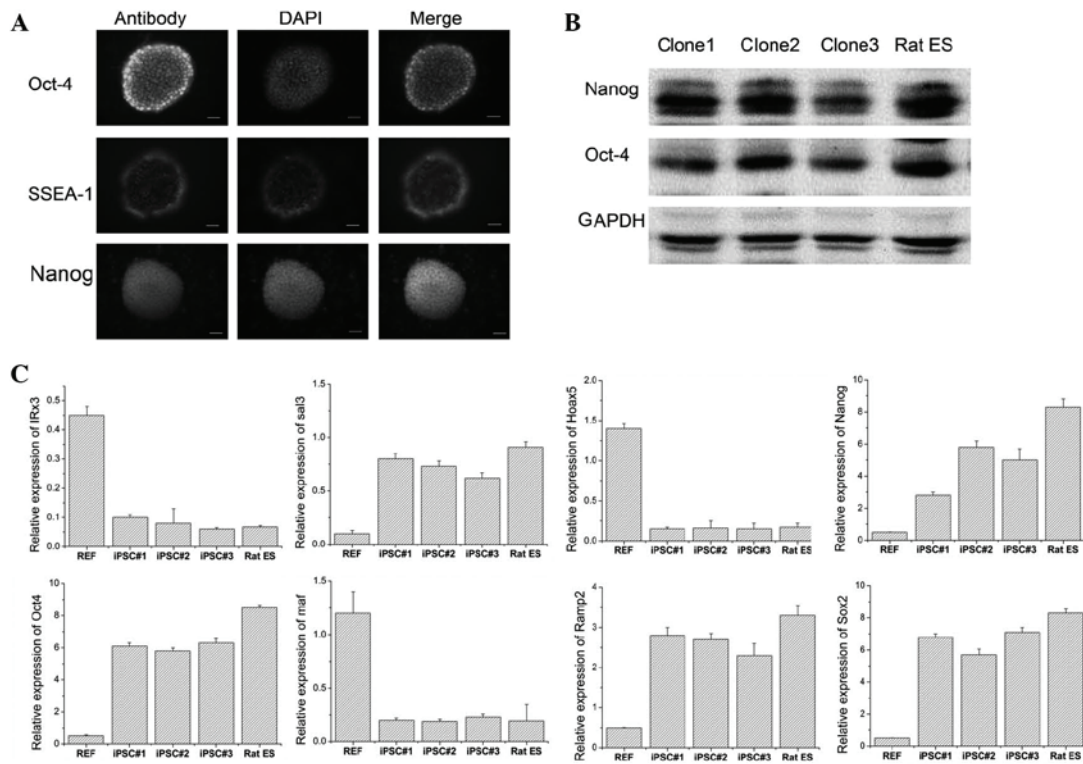 A
Antibody DAPI Merge
Oct-4
SSEA-1
Nanog
B
Clone1 Clone2 Clone3 Rat ES
Nanog
Oct-4
GAPDH
C
Relative expression of IRx3
0.5
0.4
0.3
0.2
0.1
0.0
REF iPSC#1 iPSC#2 iPSC#3 Rat ES
Relative expression of sal3
1.5
1.0
0.5
0.0
REF iPSC#1 iPSC#2 iPSC#3 Rat ES
Relative expression of Hoax5
1.5
1.0
0.5
0.0
REF iPSC#1 iPSC#2 iPSC#3 Rat ES
Relative expression of Nanog
10
8
6
4
2
0
REF iPSC#1 iPSC#2 iPSC#3 Rat ES
Relative expression of Oct4
8
6
4
2
0
REF iPSC#1 iPSC#2 iPSC#3 Rat ES
Relative expression of maf
1.5
1.0
0.5
0.0
REF iPSC#1 iPSC#2 iPSC#3 Rat ES
Relative expression of Ramp2
4
3
2
1
0
REF iPSC#1 iPSC#2 iPSC#3 Rat ES
Relative expression of Sox2
10
8
6
4
2
0
REF iPSC#1 iPSC#2 iPSC#3 Rat ES